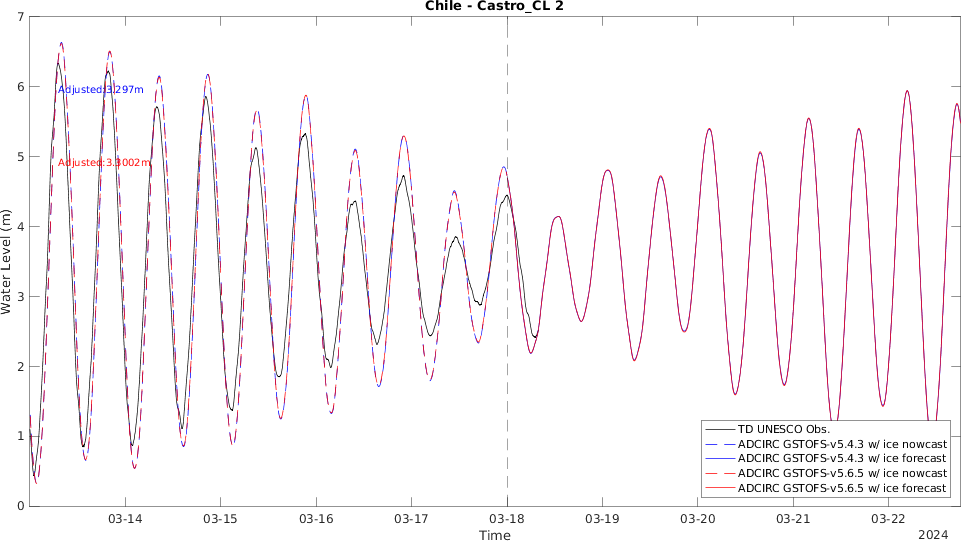 Chile - Castro_CL 2
7
6
5
4
3
2
1
0
Water Level (m)
Adjusted:3.297m
Adjusted:3.3002m
TD UNESCO Obs.
ADCIRC GSTOFS-v5.4.3 w/ ice nowcast
ADCIRC GSTOFS-v5.4.3 w/ ice forecast
ADCIRC GSTOFS-v5.6.5 w/ ice nowcast
ADCIRC GSTOFS-v5.6.5 w/ ice forecast
03-14 03-15 03-16 03-17 03-18 03-19 03-20 03-21 03-22
Time
2024